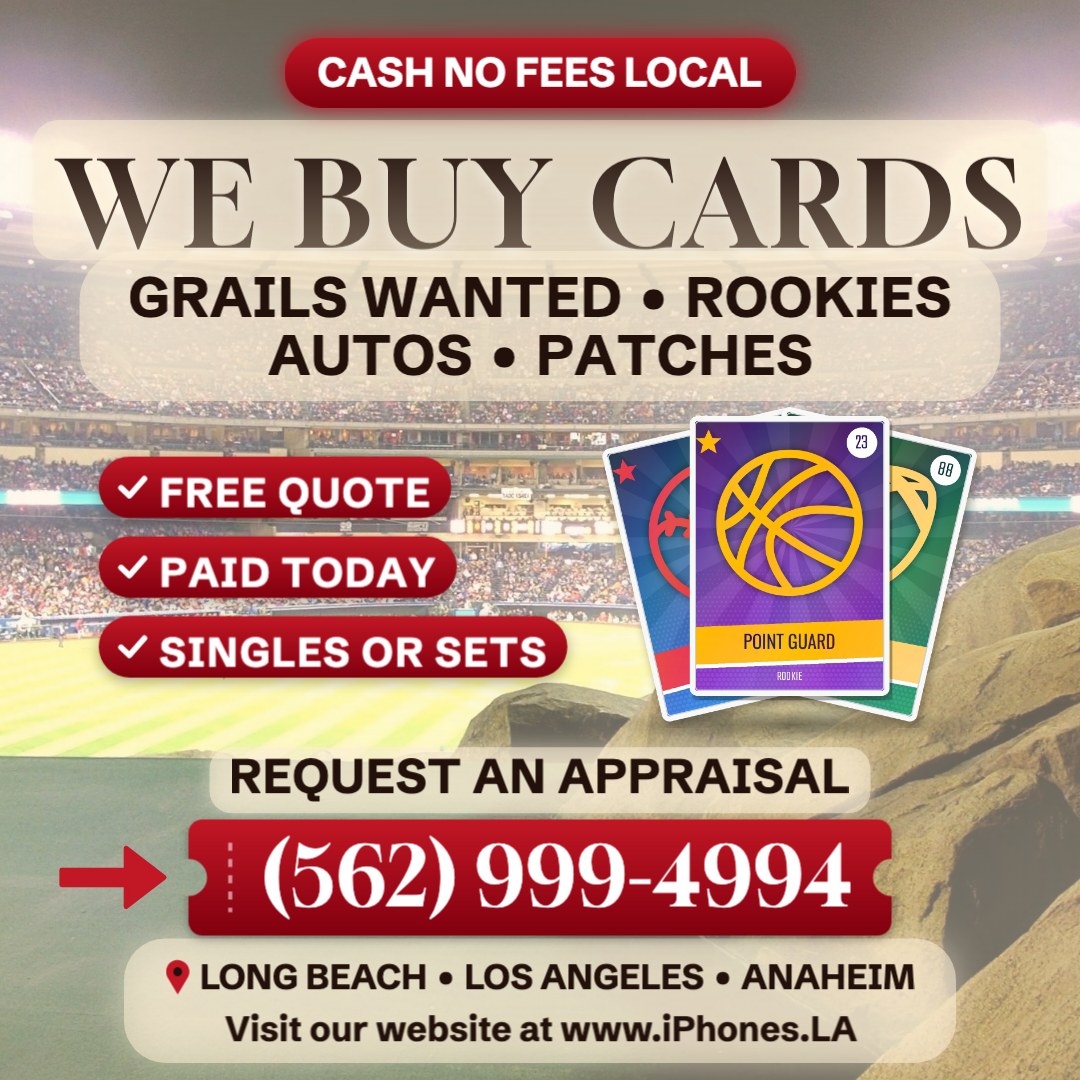 CASH NO FEES LOCAL
WE BUY CARDS
GRAILS WANTED • ROOKIES
AUTOS • PATCHES
FREE QUOTE
PAID TODAY
SINGLES OR SETS
23
88
POINT GUARD
ROOKIE
REQUEST AN APPRAISAL
(562) 999-4994
LONG BEACH • LOS ANGELES • ANAHEIM
Visit our website at www.iPhones.LA